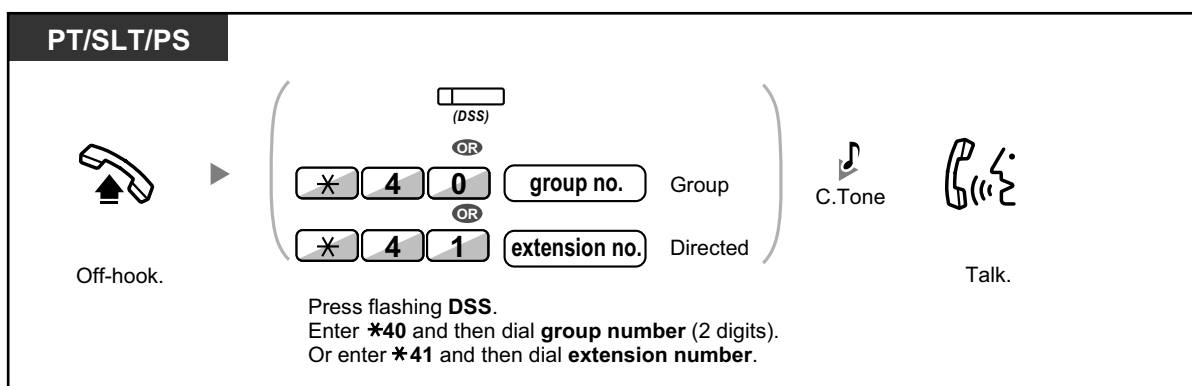 PT/SLT/PS
(DSS)
OR
* 4 0 group no. Group
OR
* 4 1 extension no. Directed
C.Tone
Off-hook.
Talk.
Press flashing DSS.
Enter *40 and then dial group number (2 digits).
Or enter *41 and then dial extension number.